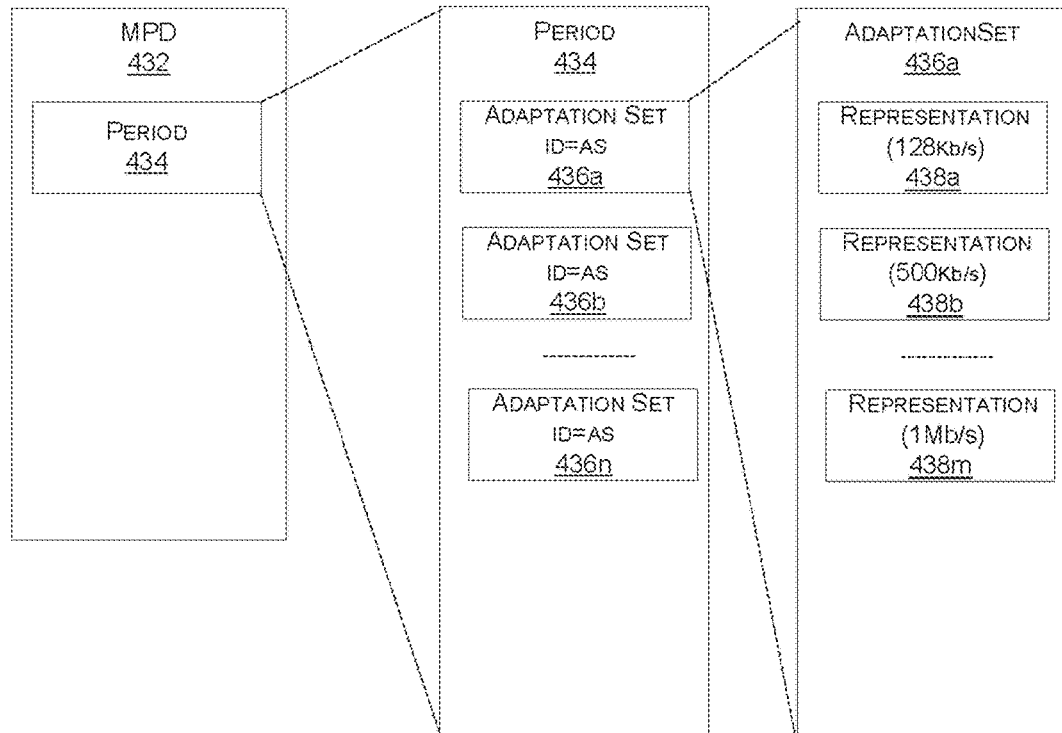 MPD
432
PERIOD
434
PERIOD
434
ADAPTATION SET
ID=AS
436a
ADAPTATION SET
ID=AS
436b
ADAPTATION SET
ID=AS
436n
ADAPTATIONSET
436a
REPRESENTATION
(128Kb/s)
438a
REPRESENTATION
(500Kb/s)
438b
REPRESENTATION
(1Mb/s)
438m